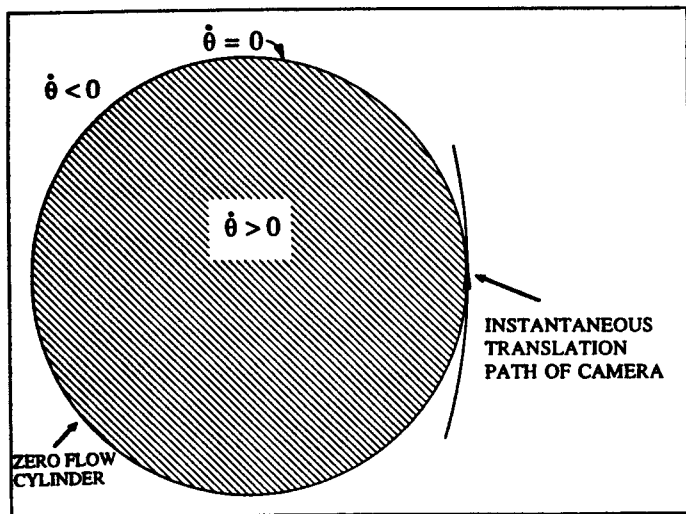 θ̇ = 0
θ̇ < 0
θ̇ > 0
INSTANTANEOUS
TRANSLATION
PATH OF CAMERA
ZERO FLOW
CYLINDER